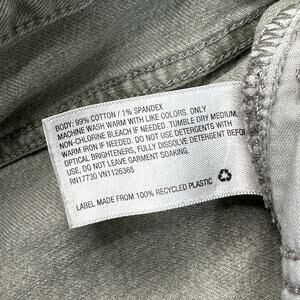 BODY: 99% COTTON / 1% SPANDEX
MACHINE WASH WARM WITH LIKE COLORS. ONLY
NON-CHLORINE BLEACH IF NEEDED. TUMBLE DRY MEDIUM,
WARM IRON IF NEEDED. DO NOT USE DETERGENTS WITH
OPTICAL BRIGHTENERS, FULLY DISSOLVE DETERGENT BEFOR
USE, DO NOT LEAVE GARMENT SOAKING.
RN17730 VN1126365
LABEL MADE FROM 100% RECYCLED PLASTIC